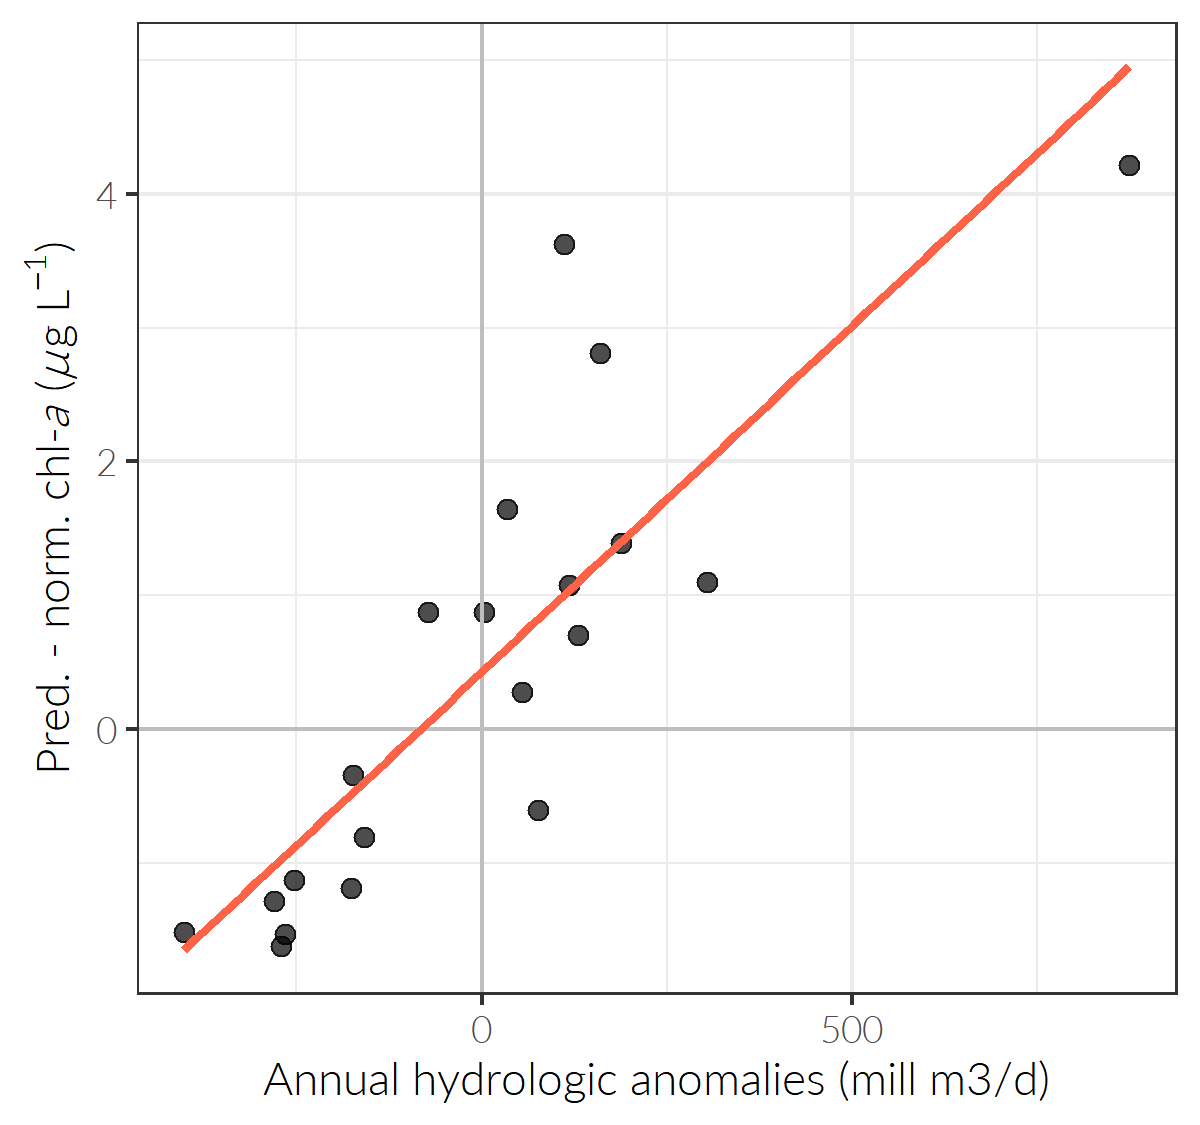 Pred. - norm. chl-a (μg L⁻¹)
4
2
0
0
500
Annual hydrologic anomalies (mill m3/d)